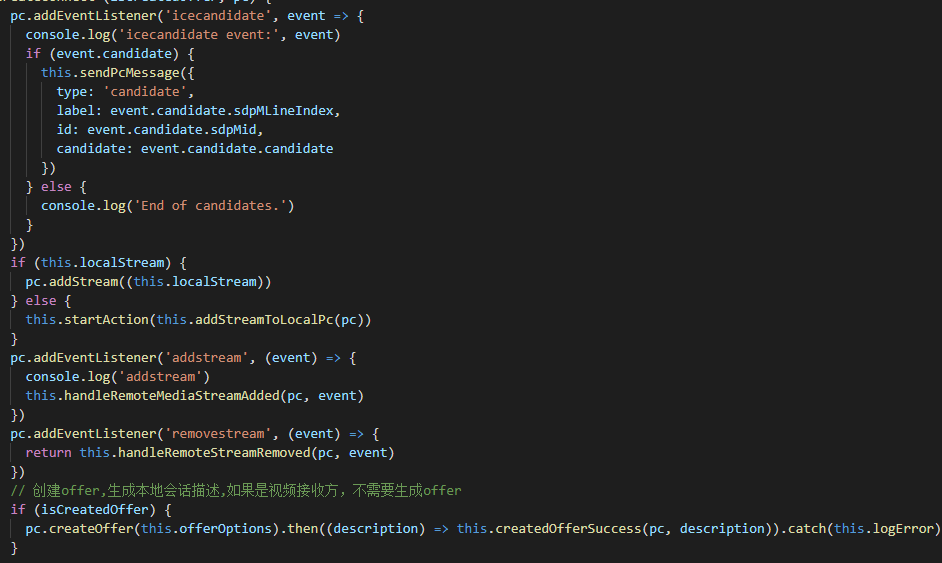 pc.addEventListener('icecandidate', event => {
console.log('icecandidate event:', event)
if (event.candidate) {
this.sendPcMessage({
type: 'candidate',
label: event.candidate.sdpMLineIndex,
id: event.candidate.sdpMid,
candidate: event.candidate.candidate
})
} else {
console.log('End of candidates.')
}
})
if (this.localStream) {
pc.addStream((this.localStream))
} else {
this.startAction(this.addStreamToLocalPc(pc))
}
pc.addEventListener('addstream', (event) => {
console.log('addstream')
this.handleRemoteMediaStreamAdded(pc, event)
})
pc.addEventListener('removestream', (event) => {
return this.handleRemoteStreamRemoved(pc, event)
})
// 创建offer,生成本地会话描述,如果是视频接收方，不需要生成offer
if (isCreatedOffer) {
pc.createOffer(this.offerOptions).then((description) => this.createdOfferSuccess(pc, description)).catch(this.logError)
}